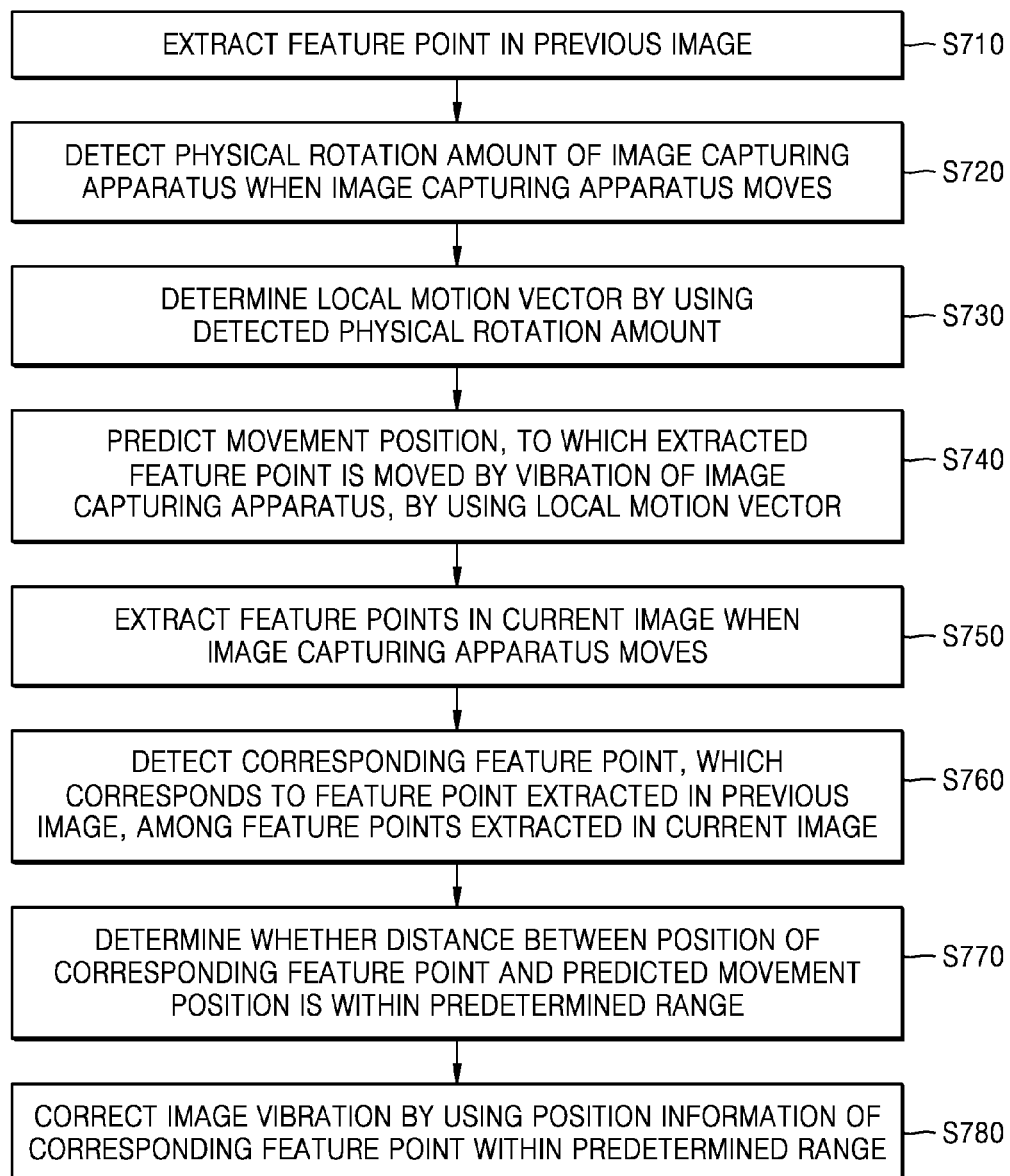 EXTRACT FEATURE POINT IN PREVIOUS IMAGE
S710
DETECT PHYSICAL ROTATION AMOUNT OF IMAGE CAPTURING
APPARATUS WHEN IMAGE CAPTURING APPARATUS MOVES
S720
DETERMINE LOCAL MOTION VECTOR BY USING
DETECTED PHYSICAL ROTATION AMOUNT
S730
PREDICT MOVEMENT POSITION, TO WHICH EXTRACTED
FEATURE POINT IS MOVED BY VIBRATION OF IMAGE
CAPTURING APPARATUS, BY USING LOCAL MOTION VECTOR
S740
EXTRACT FEATURE POINTS IN CURRENT IMAGE WHEN
IMAGE CAPTURING APPARATUS MOVES
S750
DETECT CORRESPONDING FEATURE POINT, WHICH
CORRESPONDS TO FEATURE POINT EXTRACTED IN PREVIOUS
IMAGE, AMONG FEATURE POINTS EXTRACTED IN CURRENT IMAGE
S760
DETERMINE WHETHER DISTANCE BETWEEN POSITION OF
CORRESPONDING FEATURE POINT AND PREDICTED MOVEMENT
POSITION IS WITHIN PREDETERMINED RANGE
S770
CORRECT IMAGE VIBRATION BY USING POSITION INFORMATION OF
CORRESPONDING FEATURE POINT WITHIN PREDETERMINED RANGE
S780